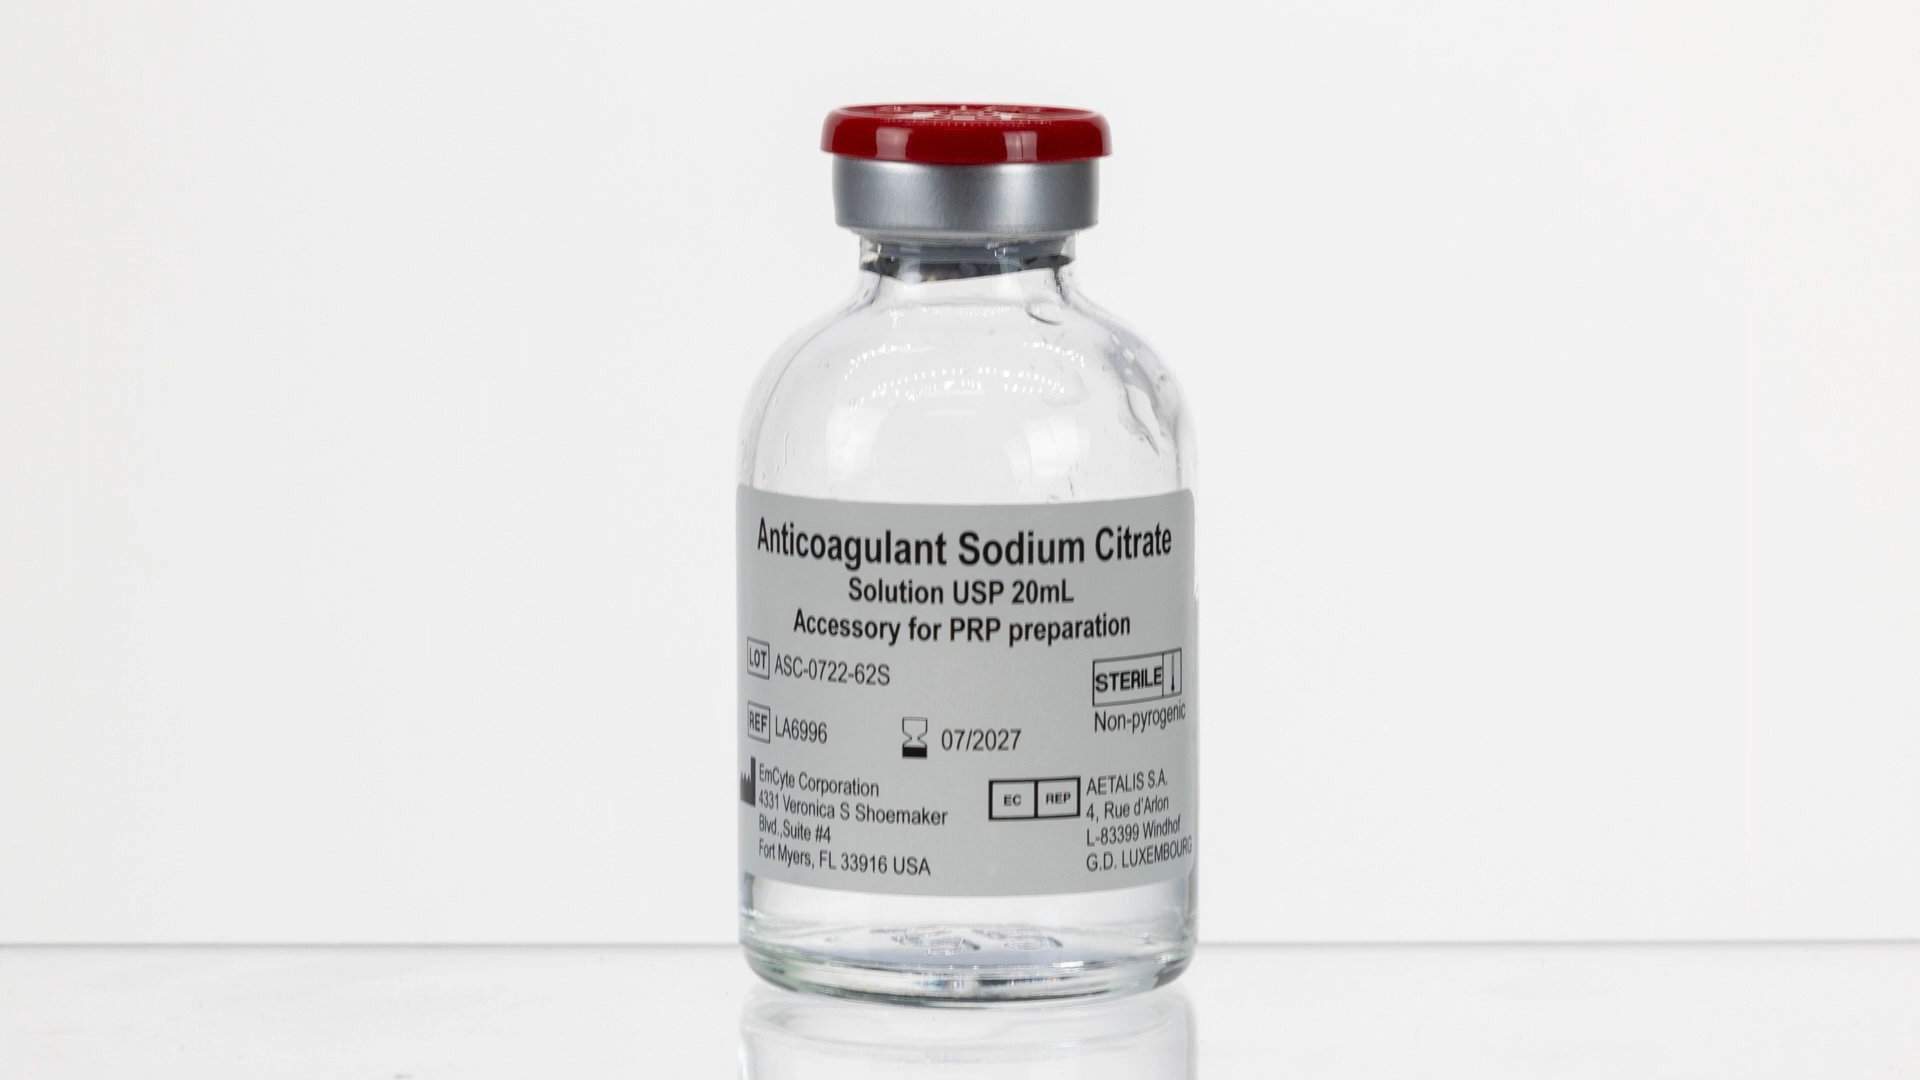 Anticoagulant Sodium Citrate
Solution USP 20mL
Accessory for PRP preparation
LOT ASC-0722-62S
STERILE
Non-pyrogenic
REF LA6996
07/2027
EmCyte Corporation
4331 Veronica S Shoemaker
Blvd.,Suite #4
Fort Myers, FL 33916 USA
EC REP
AETALIS S.A.
4, Rue d'Arlon
L-83399 Windhof
G.D. LUXEMBOURG